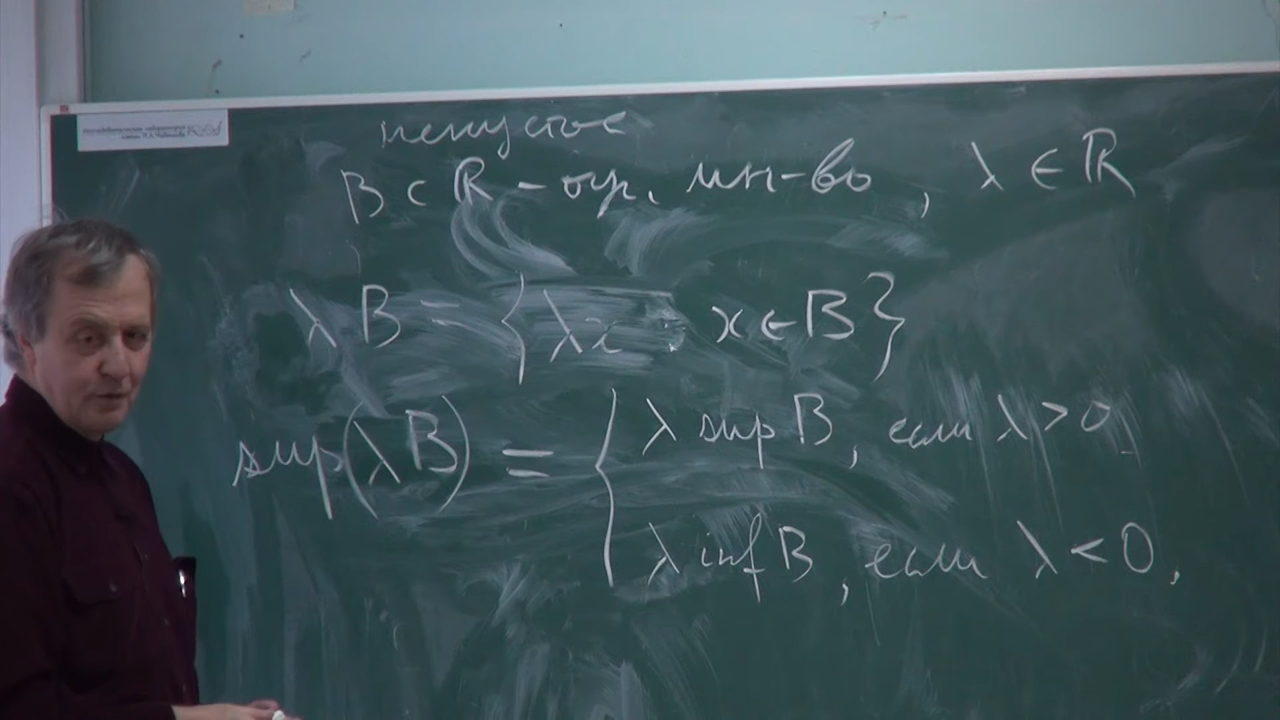 непустое
B ⊂ ℝ - огр. мн-во, λ ∈ ℝ
λB = {λx : x ∈ B}
sup(λB) = { λ sup B, если λ > 0,
λ inf B, если λ < 0,